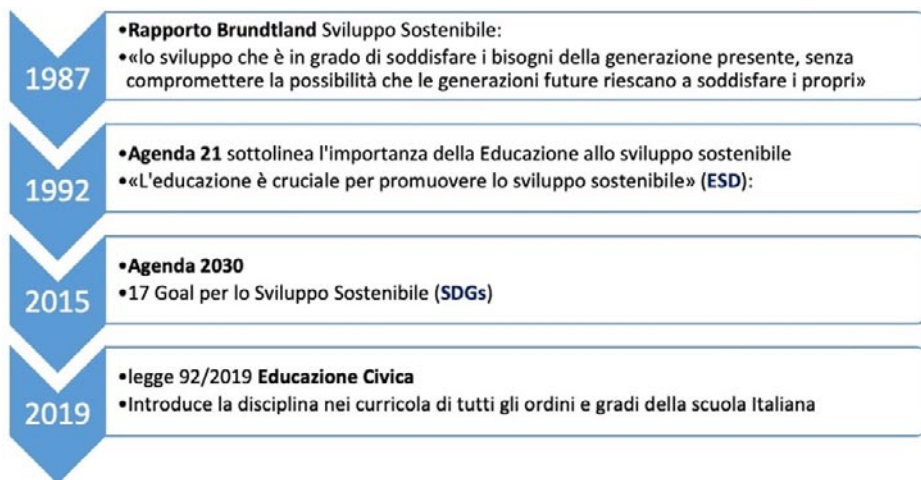 1987
•Rapporto Brundtland Sviluppo Sostenibile:
•«lo sviluppo che è in grado di soddisfare i bisogni della generazione presente, senza
compromettere la possibilità che le generazioni future riescano a soddisfare i propri»
1992
•Agenda 21 sottolinea l'importanza della Educazione allo sviluppo sostenibile
•«L'educazione è cruciale per promuovere lo sviluppo sostenibile» (ESD):
2015
•Agenda 2030
•17 Goal per lo Sviluppo Sostenibile (SDGs)
2019
•legge 92/2019 Educazione Civica
•Introduce la disciplina nei curricola di tutti gli ordini e gradi della scuola Italiana